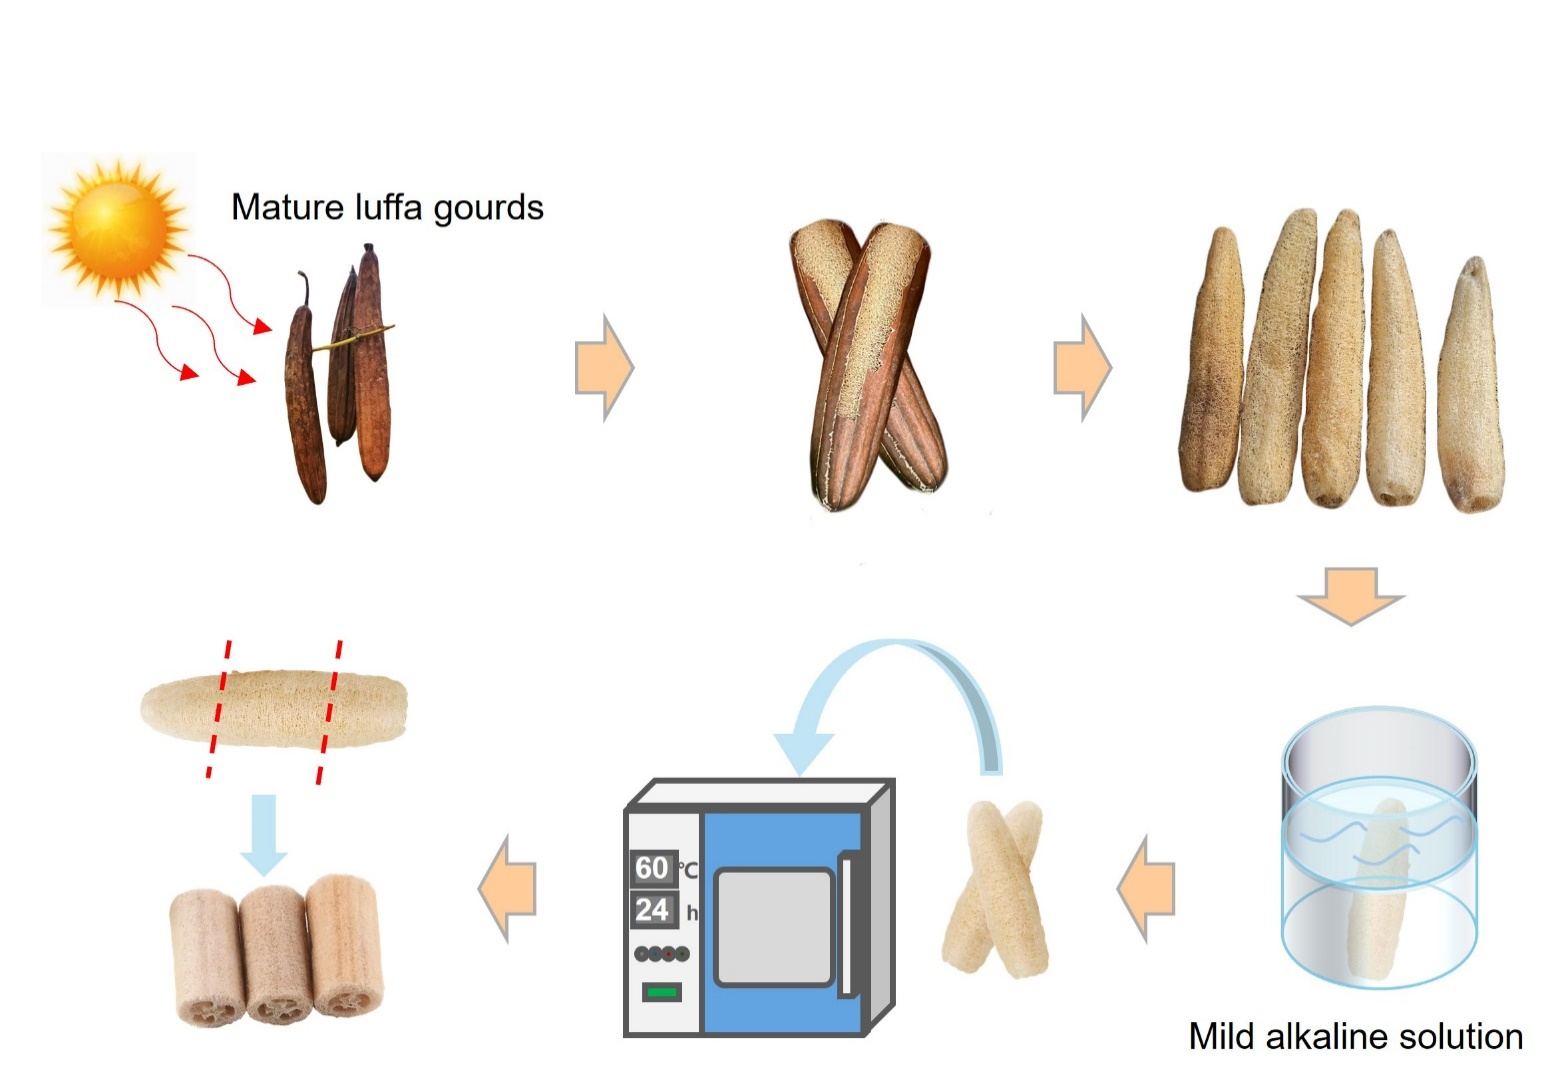 Mature luffa gourds
60 °C
24 h
Mild alkaline solution